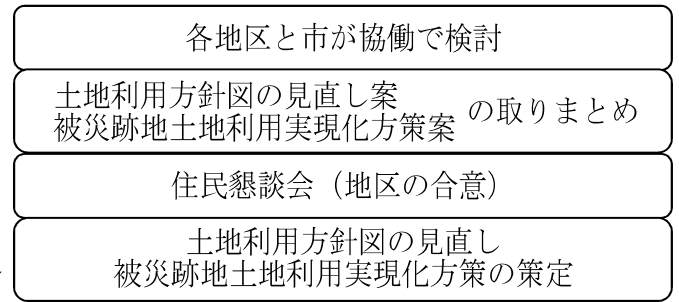 各地区と市が協働で検討
土地利用方針図の見直し案
被災跡地土地利用実現化方策案 の取りまとめ
住民懇談会（地区の合意）
土地利用方針図の見直し
被災跡地土地利用実現化方策の策定